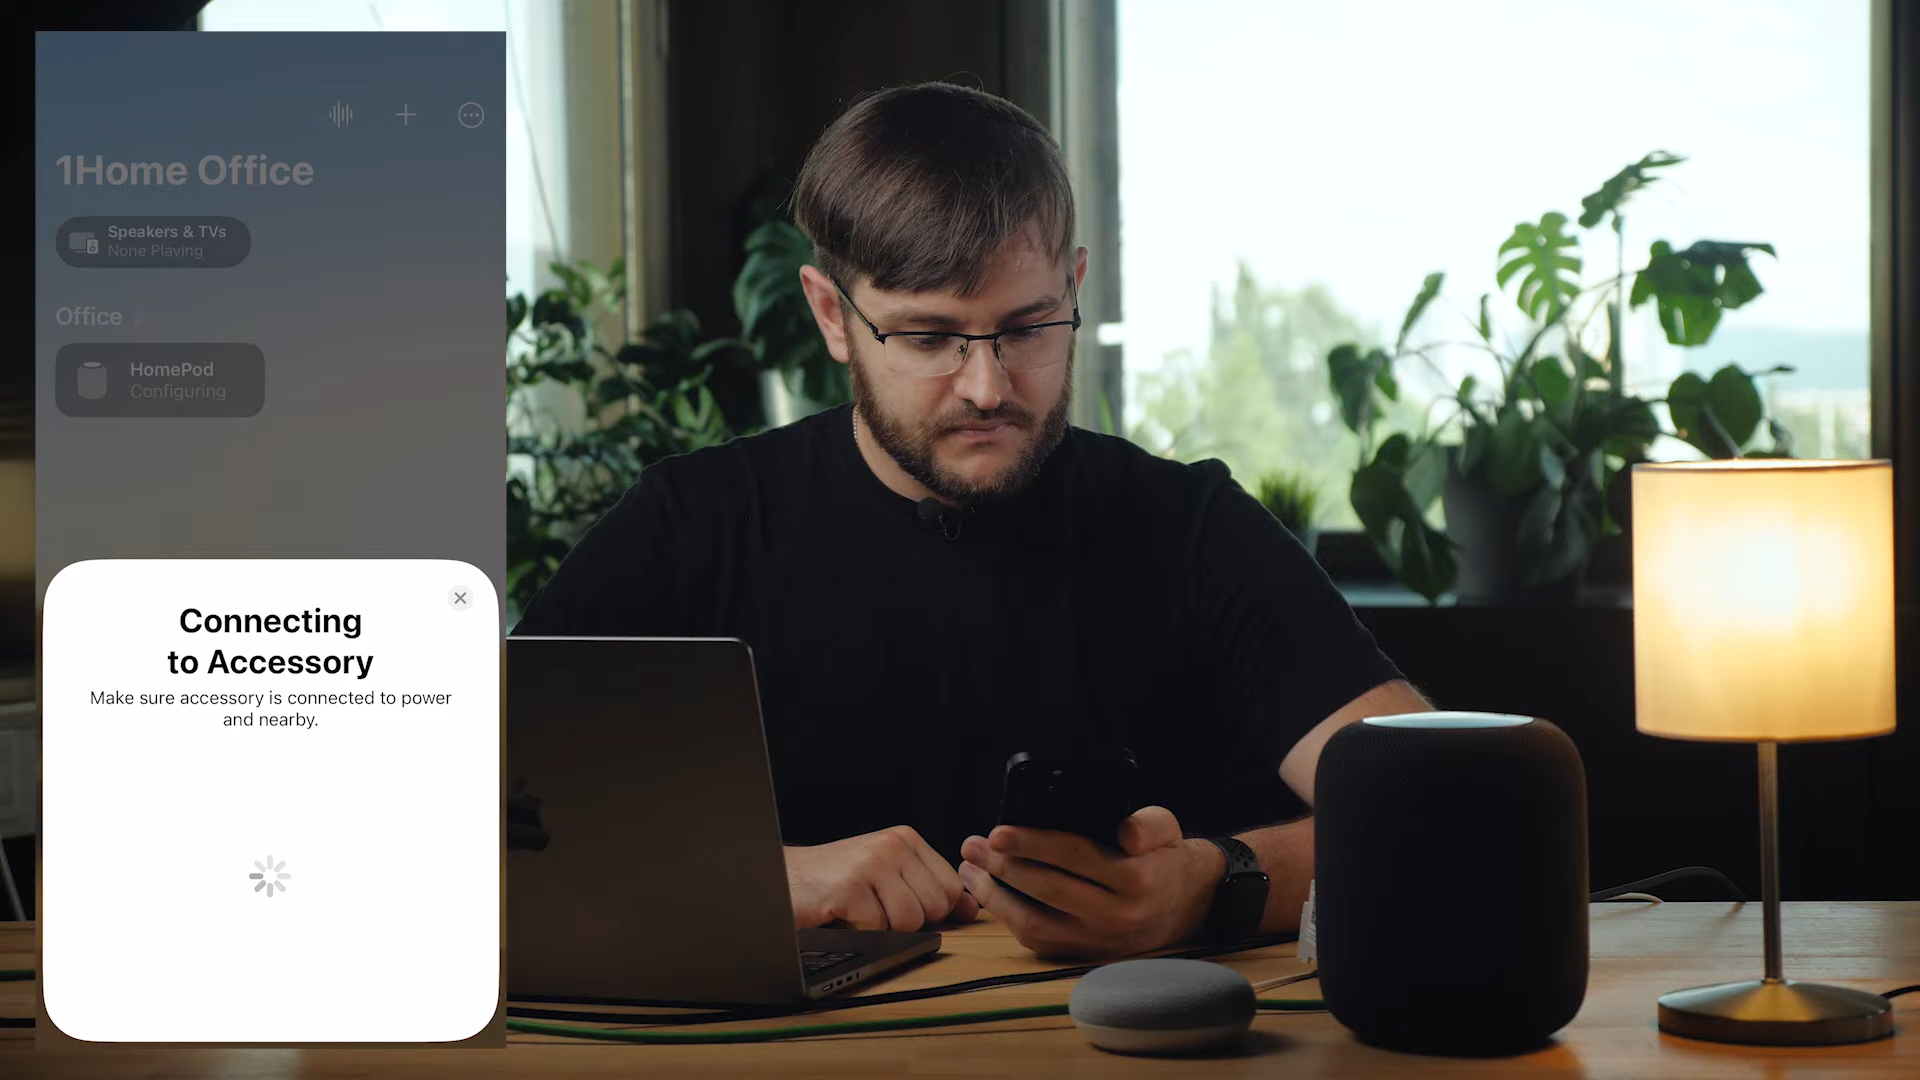 1Home Office
Speakers & TVs
None Playing
Office
HomePod
Configuring
Connecting
to Accessory
Make sure accessory is connected to power
and nearby.